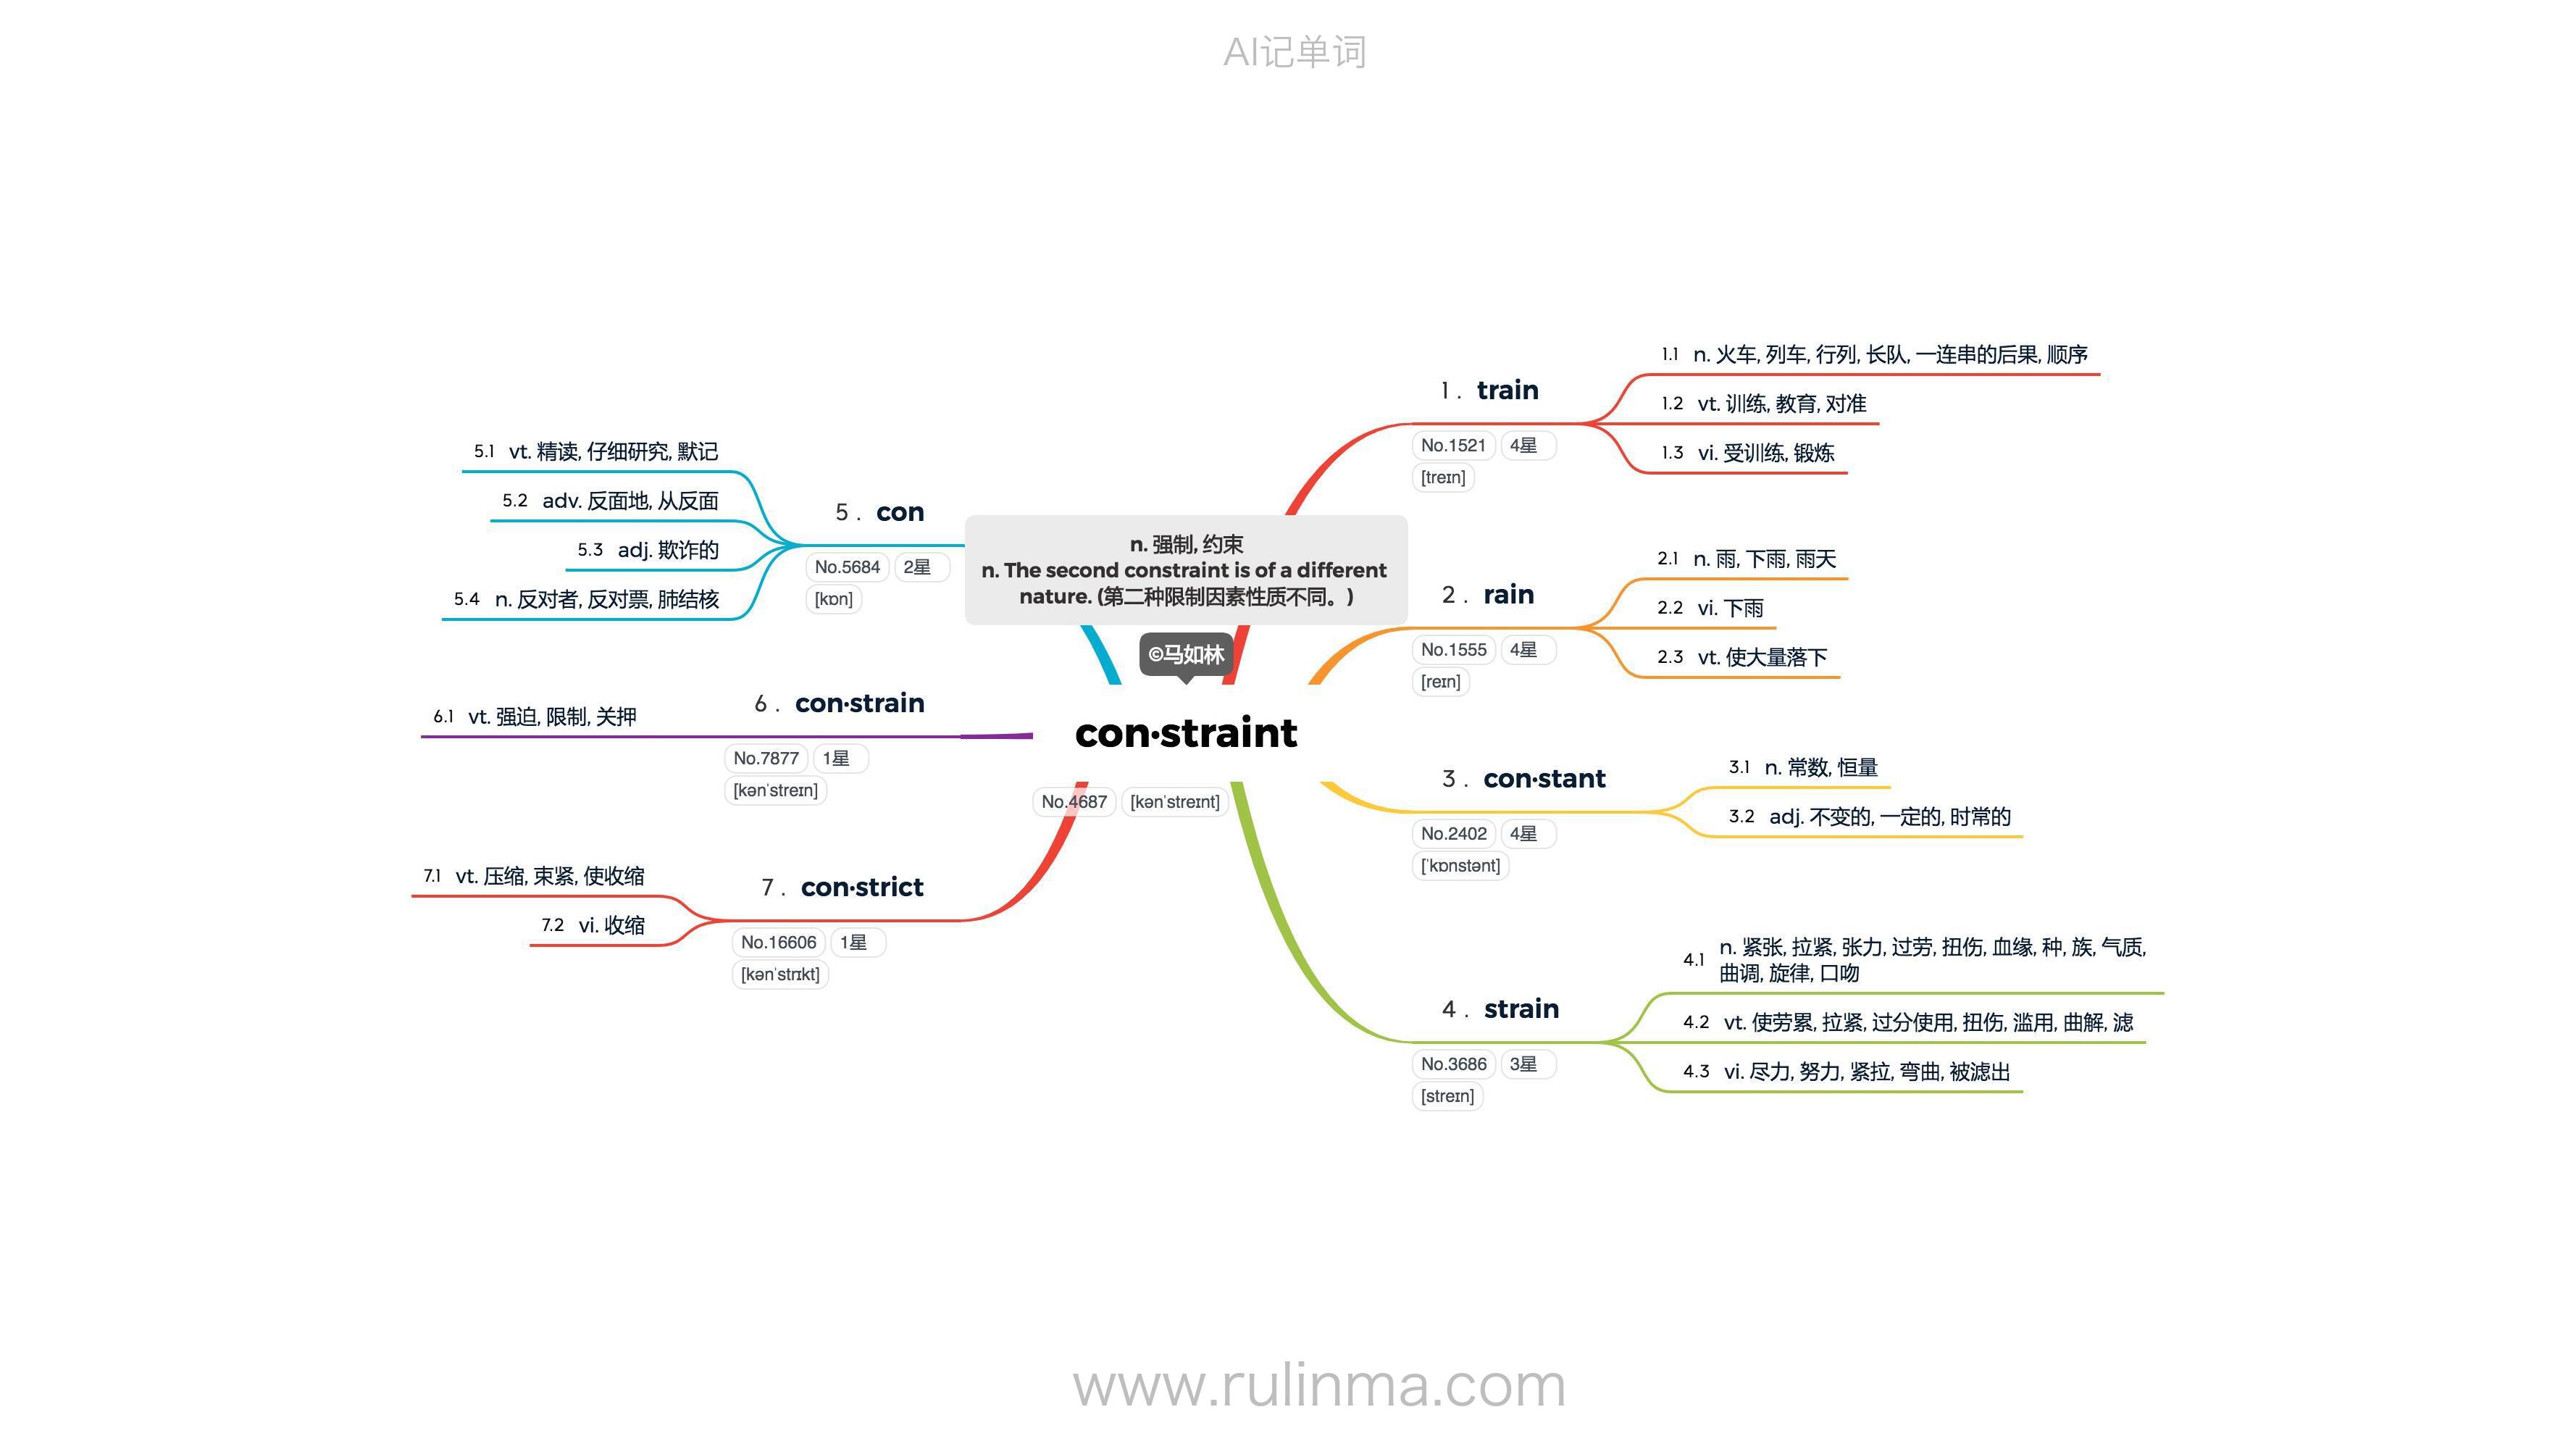 AI记单词
n. 强制, 约束
n. The second constraint is of a different
nature. (第二种限制因素性质不同。)
©马如林
con·straint
No.4687 [kənˈstreɪnt]
1 . train
No.1521 4星
[treɪn]
1.1 n. 火车, 列车, 行列, 长队, 一连串的后果, 顺序
1.2 vt. 训练, 教育, 对准
1.3 vi. 受训练, 锻炼
2 . rain
No.1555 4星
[reɪn]
2.1 n. 雨, 下雨, 雨天
2.2 vi. 下雨
2.3 vt. 使大量落下
3 . con·stant
No.2402 4星
[ˈkɒnstənt]
3.1 n. 常数, 恒量
3.2 adj. 不变的, 一定的, 时常的
4 . strain
No.3686 3星
[streɪn]
4.1 n. 紧张, 拉紧, 张力, 过劳, 扭伤, 血缘, 种, 族, 气质,
曲调, 旋律, 口吻
4.2 vt. 使劳累, 拉紧, 过分使用, 扭伤, 滥用, 曲解, 滤
4.3 vi. 尽力, 努力, 紧拉, 弯曲, 被滤出
5 . con
No.5684 2星
[kɒn]
5.1 vt. 精读, 仔细研究, 默记
5.2 adv. 反面地, 从反面
5.3 adj. 欺诈的
5.4 n. 反对者, 反对票, 肺结核
6 . con·strain
No.7877 1星
[kənˈstreɪn]
6.1 vt. 强迫, 限制, 关押
7 . con·strict
No.16606 1星
[kənˈstrɪkt]
7.1 vt. 压缩, 束紧, 使收缩
7.2 vi. 收缩
www.rulinma.com